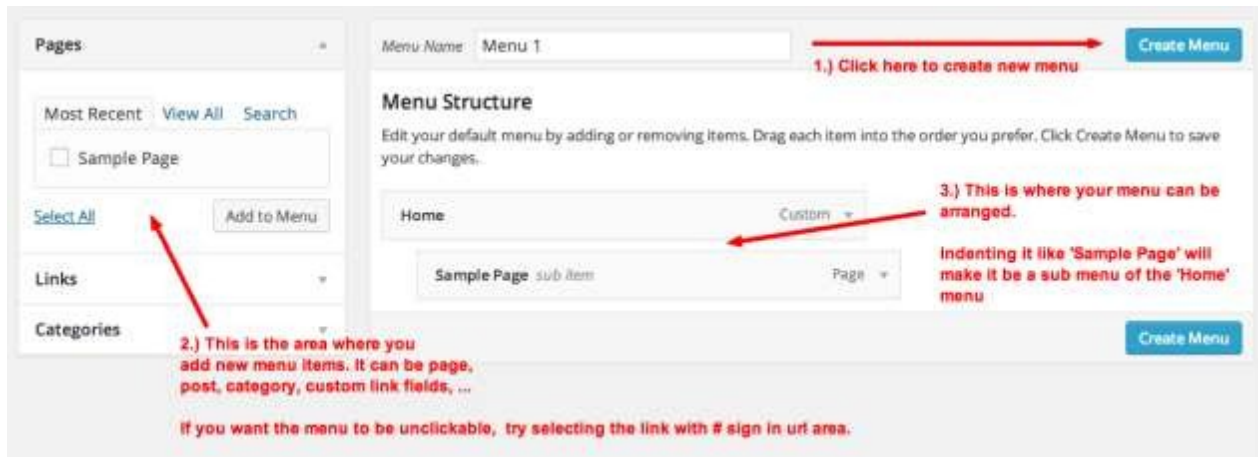 Pages
Menu Name Menu 1
Create Menu
1.) Click here to create new menu
Most Recent View All Search
Sample Page
Select All Add to Menu
Links
Categories
Menu Structure
Edit your default menu by adding or removing items. Drag each item into the order you prefer. Click Create Menu to save
your changes.
Home Custom
Sample Page sub item Page
3.) This is where your menu can be
arranged.
Indenting it like 'Sample Page' will
make it be a sub menu of the 'Home'
menu
Create Menu
2.) This is the area where you
add new menu items. It can be page,
post, category, custom link fields, ...
If you want the menu to be unclickable, try selecting the link with # sign in url area.